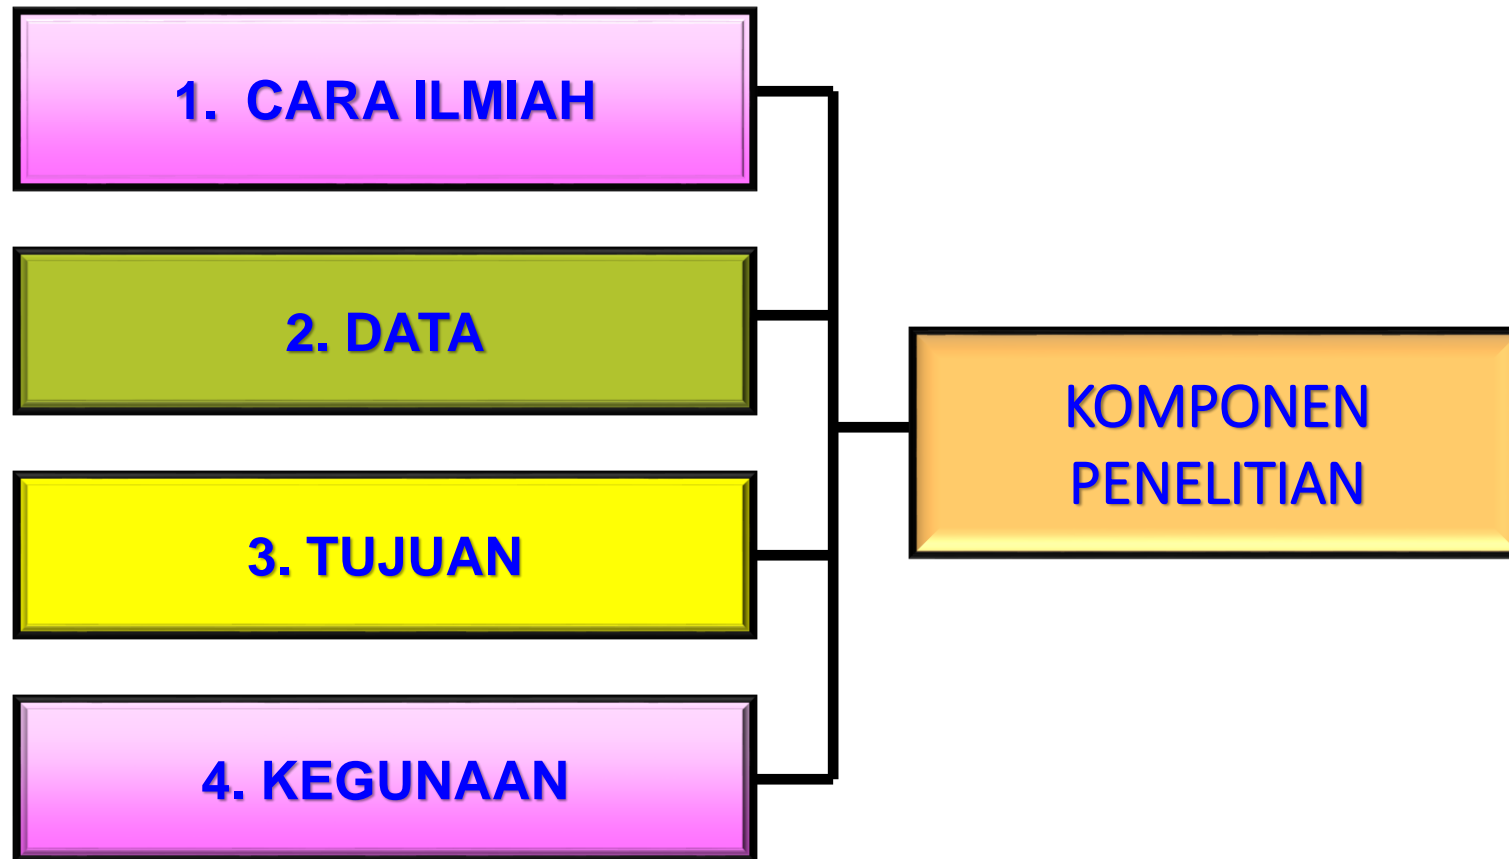 1. CARA ILMIAH
2. DATA
3. TUJUAN
4. KEGUNAAN
KOMPONEN
PENELITIAN